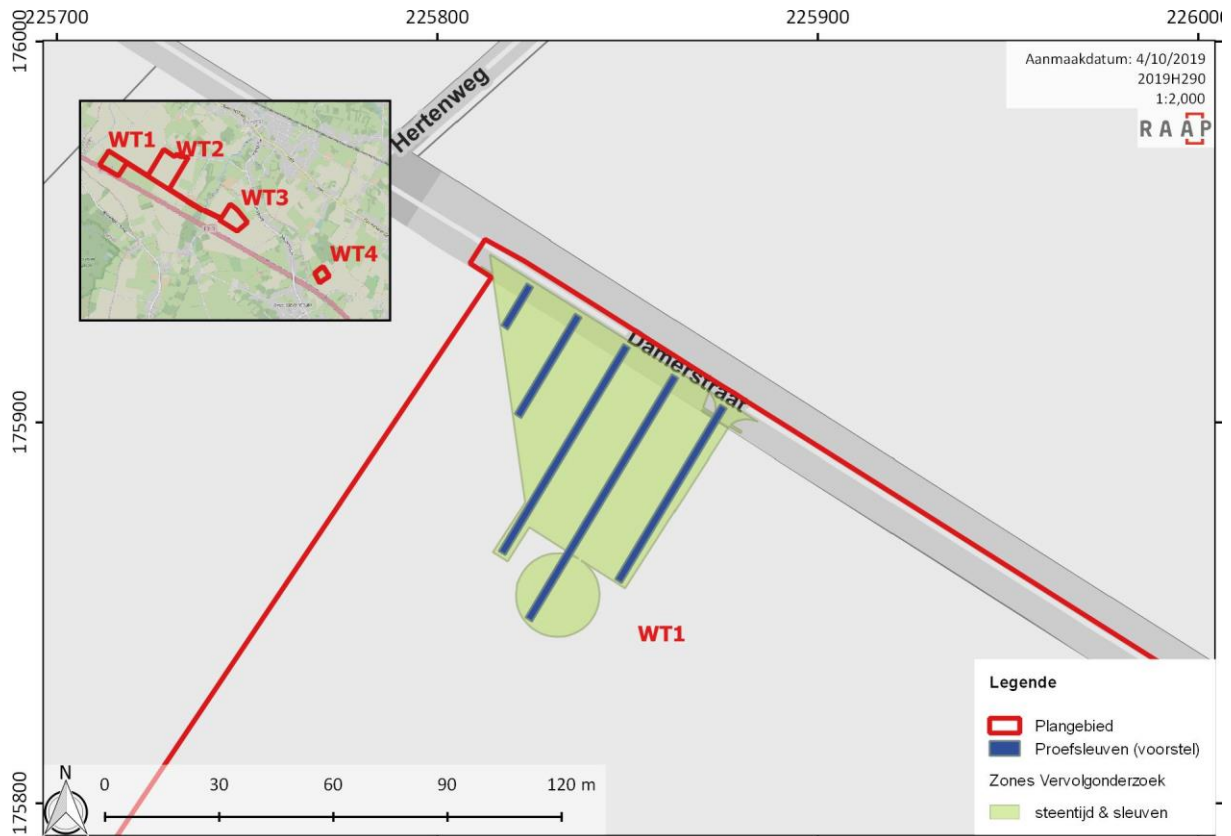 225700 225800 225900 226000
176000
Aanmaakdatum: 4/10/2019
2019H290
1:2,000
RAAP
Hertenweg
WT1
WT2
WT3
WT4
Damerstraat
175900
WT1
Legende
Plangebied
Proefsleuven (voorstel)
Zones Vervolgonderzoek
steentijd & sleuven
N
0 30 60 90 120 m
175800